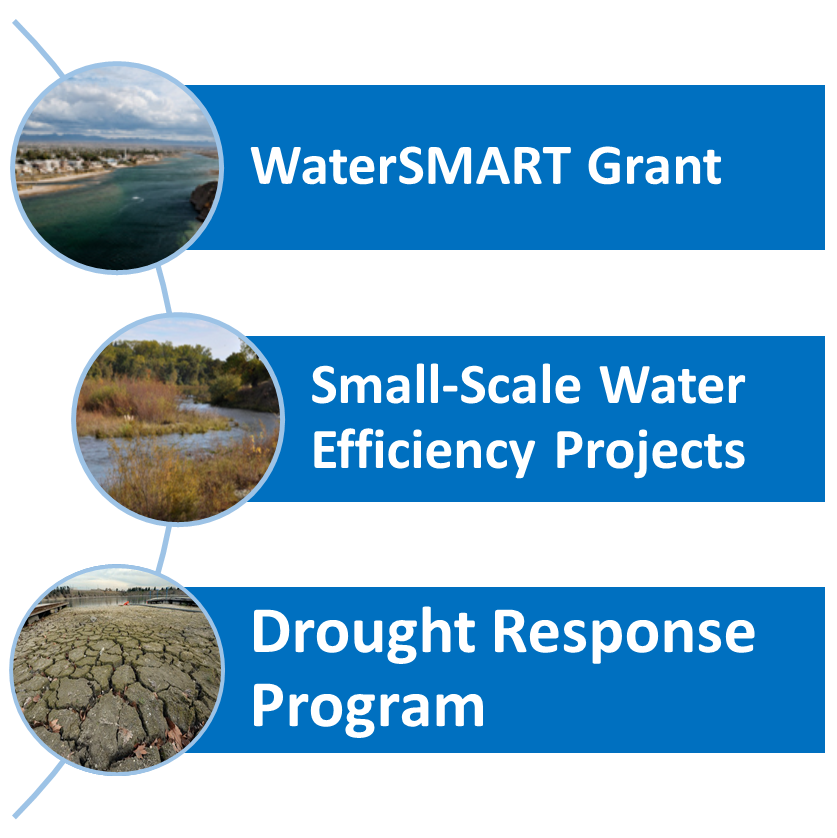 WaterSMART Grant
Small-Scale Water
Efficiency Projects
Drought Response
Program